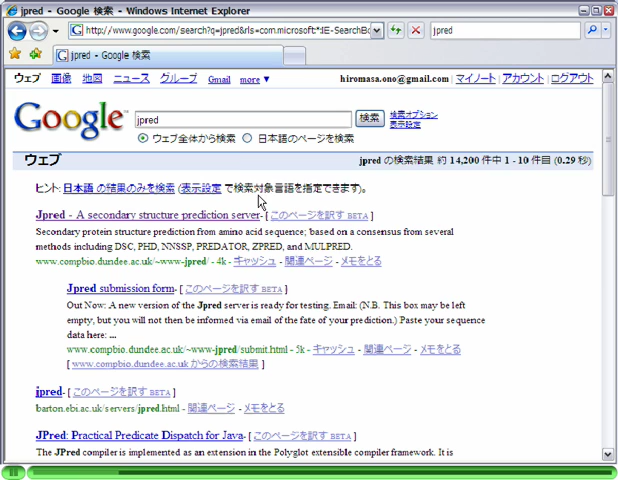 jpred - Google 検索 - Windows Internet Explorer
http://www.google.com/search?q=jpred&rls=com.microsoft*:IE-SearchBo
jpred
jpred - Google 検索
ウェブ 画像 地図 ニュース グループ Gmail more ▼
hiromasa.ono@gmail.com | マイノート | アカウント | ログアウト
Google
jpred
検索
検索オプション
表示設定
ウェブ全体から検索 日本語のページを検索
ウェブ
jpred の検索結果 約 14,200 件中 1 - 10 件目 (0.29 秒)
ヒント: 日本語 の結果のみを検索 (表示設定 で検索対象言語を指定できます)。
Jpred - A secondary structure prediction server- [ このページを訳す BETA ]
Secondary protein structure prediction from amino acid sequence; based on a consensus from several
methods including DSC, PHD, NNSSP, PREDATOR, ZPRED, and MULPRED.
www.compbio.dundee.ac.uk/~www-jpred/ - 4k - キャッシュ - 関連ページ - メモをとる
Jpred submission form- [ このページを訳す BETA ]
Out Now: A new version of the Jpred server is ready for testing. Email: (N.B. This box may be left
empty, but you will not then be informed via email of the fate of your prediction.) Paste your sequence
data here: ...
www.compbio.dundee.ac.uk/~www-jpred/submit.html - 5k - キャッシュ - 関連ページ - メモをとる
[ www.compbio.dundee.ac.uk からの検索結果 ]
jpred- [ このページを訳す BETA ]
barton.ebi.ac.uk/servers/jpred.html - 関連ページ - メモをとる
JPred: Practical Predicate Dispatch for Java- [ このページを訳す BETA ]
The JPred compiler is implemented as an extension in the Polyglot extensible compiler framework. It is